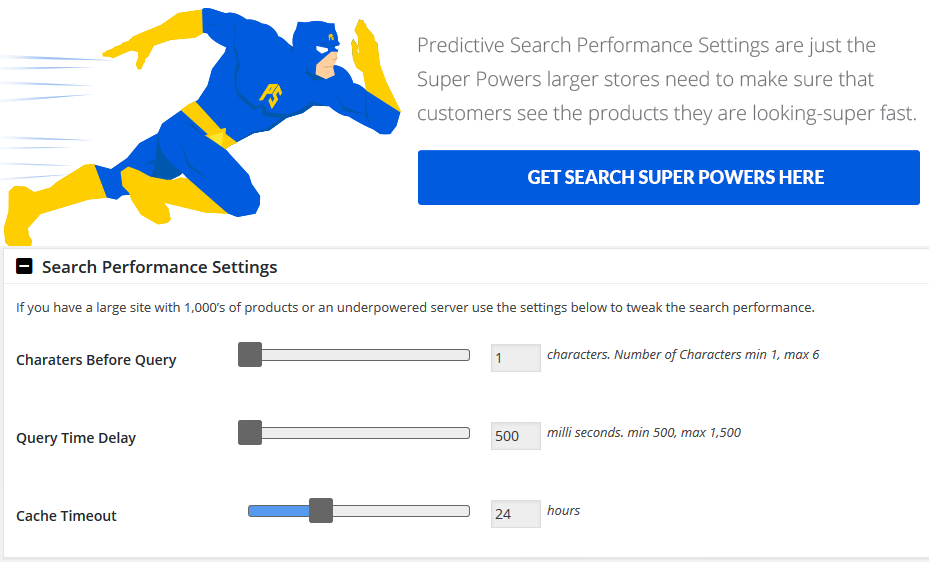 Predictive Search Performance Settings are just the
Super Powers larger stores need to make sure that
customers see the products they are looking-super fast.
GET SEARCH SUPER POWERS HERE
Search Performance Settings
If you have a large site with 1,000's of products or an underpowered server use the settings below to tweak the search performance.
Charaters Before Query 1 characters. Number of Characters min 1, max 6
Query Time Delay 500 milli seconds. min 500, max 1,500
Cache Timeout 24 hours